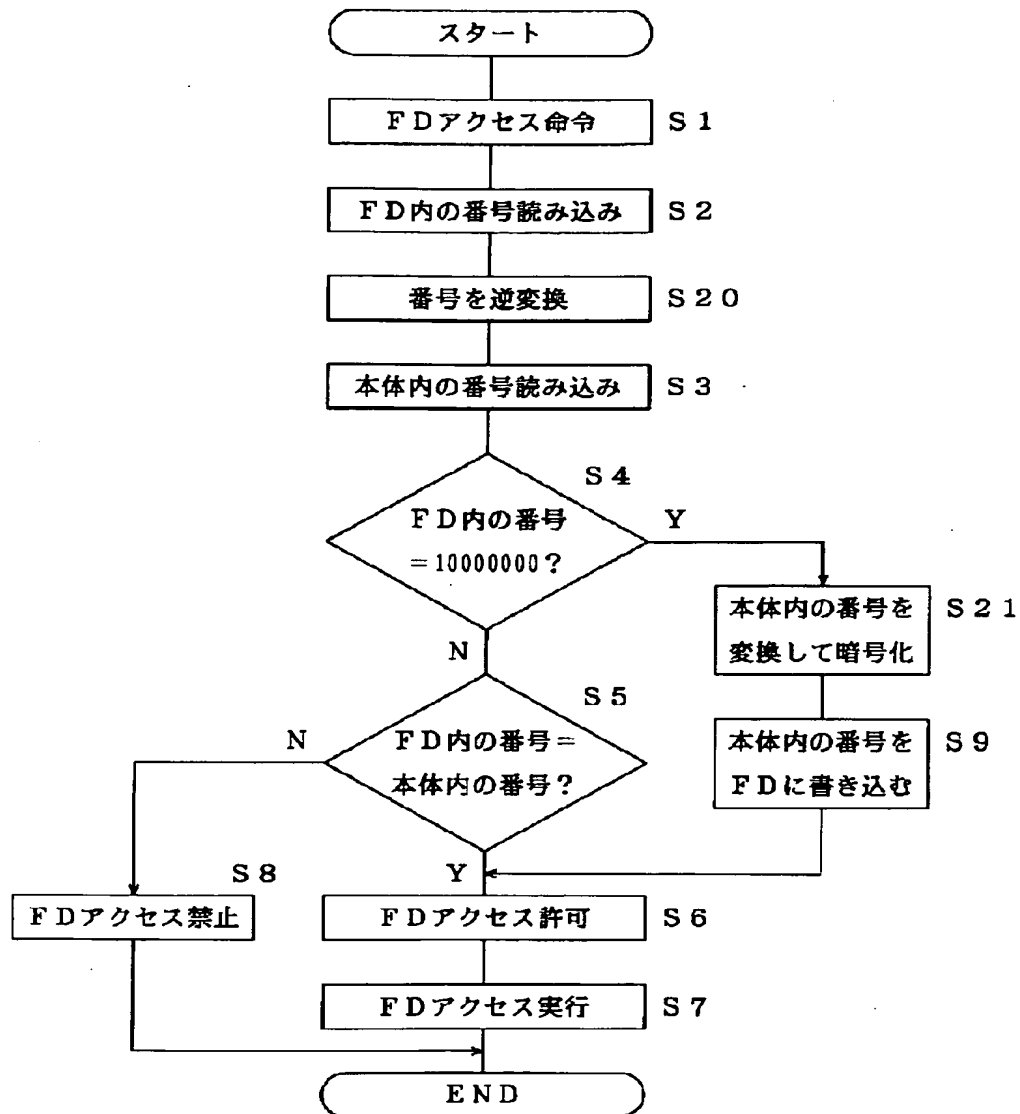 スタート
FDアクセス命令 S1
FD内の番号読み込み S2
番号を逆変換 S20
本体内の番号読み込み S3
S4
FD内の番号
=10000000?
Y
N
本体内の番号を
変換して暗号化
S21
S5
FD内の番号=
本体内の番号?
N
Y
本体内の番号を
FDに書き込む
S9
S8
FDアクセス禁止
FDアクセス許可 S6
FDアクセス実行 S7
END